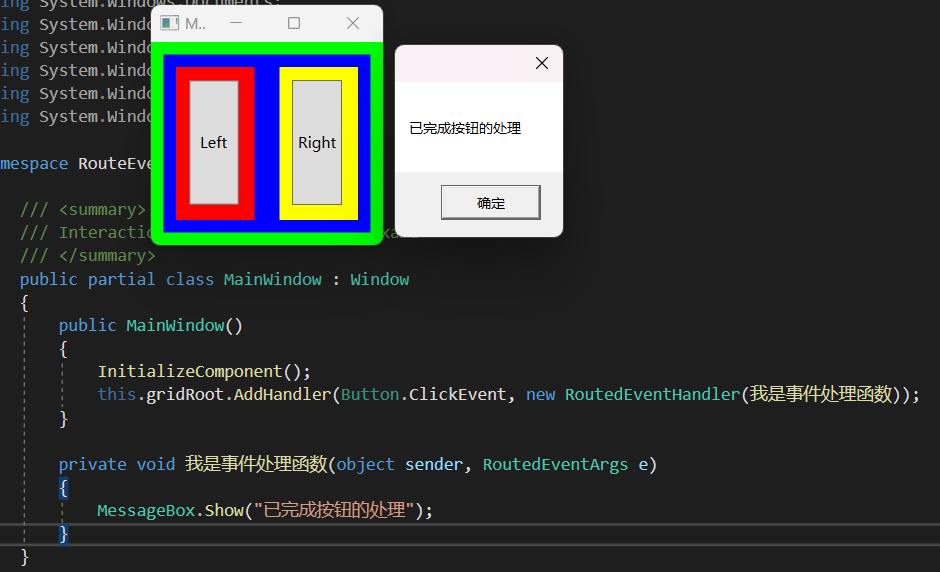 ing System.Windows.Documents;
ing System.Windo
ing System.Windo
ing System.Windo
ing System.Windo
ing System.Windo
M..
Left
Right
已完成按钮的处理
确定
mespace RouteEve
/// <summary>
/// Interactio
/// </summary>
public partial class MainWindow : Window
{
public MainWindow()
{
InitializeComponent();
this.gridRoot.AddHandler(Button.ClickEvent, new RoutedEventHandler(我是事件处理函数));
}
private void 我是事件处理函数(object sender, RoutedEventArgs e)
{
MessageBox.Show("已完成按钮的处理");
}
}